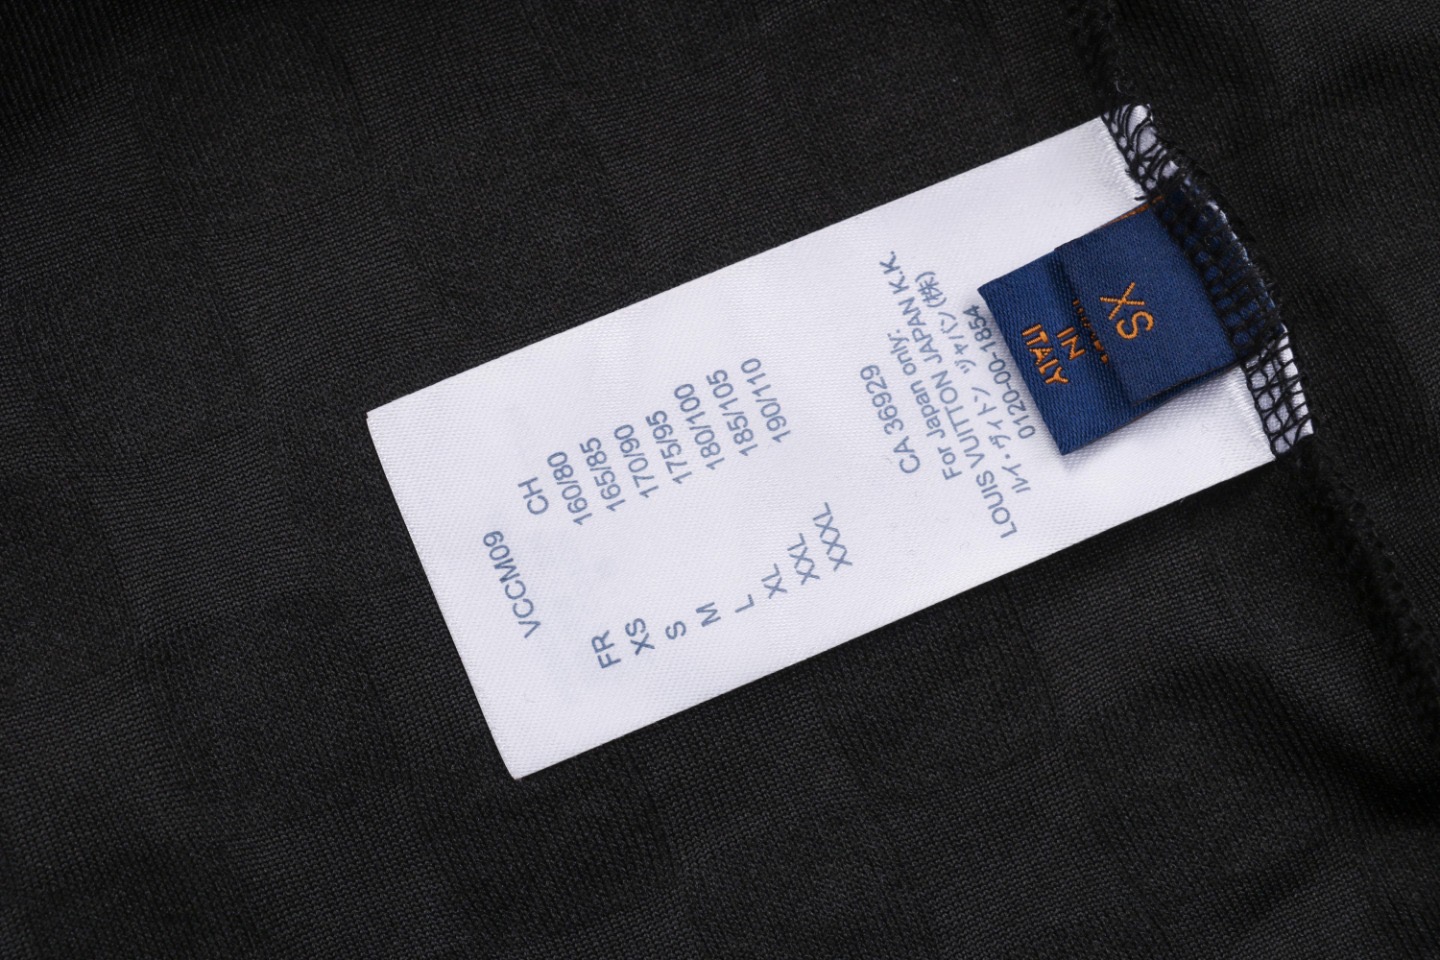 VCCM09
FR CH
XS 160/80
S 165/85
M 170/90
L 175/95
XL 180/100
XXL 185/105
XXXL 190/110
CA 36929
For Japan only:
LOUIS VUITTON JAPAN K.K.
ルイ・ヴィトン ジャパン(株)
0120-00-1854
IN
ITALY
XS